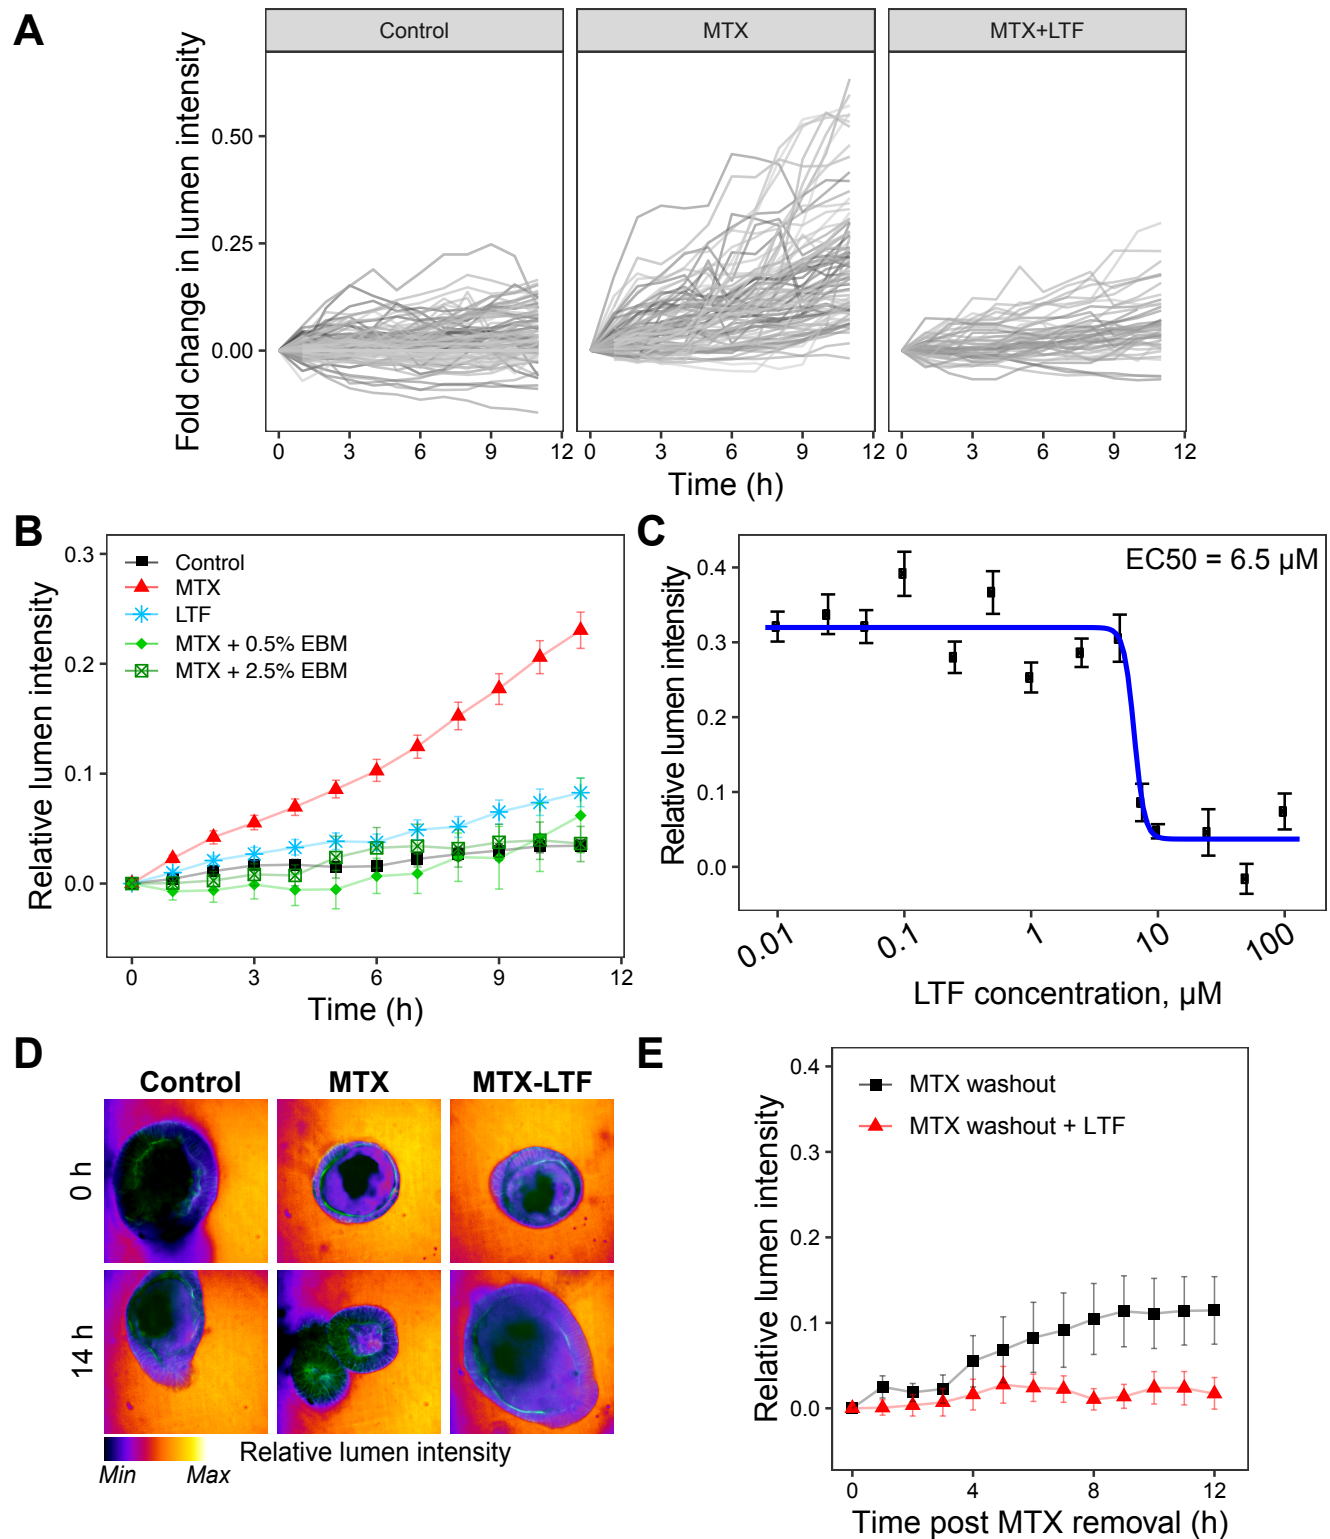 A
Control
MTX
MTX+LTF
Fold change in lumen intensity
0.50
0.25
0.00
0 3 6 9 12
0 3 6 9 12
0 3 6 9 12
Time (h)
B
Relative lumen intensity
0.3
0.2
0.1
0.0
Control
MTX
LTF
MTX + 0.5% EBM
MTX + 2.5% EBM
0 3 6 9 12
Time (h)
C
Relative lumen intensity
0.4
0.3
0.2
0.1
0.0
EC50 = 6.5 µM
0.01 0.1 1 10 100
LTF concentration, µM
D
Control MTX MTX-LTF
0 h
14 h
Relative lumen intensity
Min Max
E
Relative lumen intensity
0.4
0.3
0.2
0.1
0.0
MTX washout
MTX washout + LTF
0 4 8 12
Time post MTX removal (h)